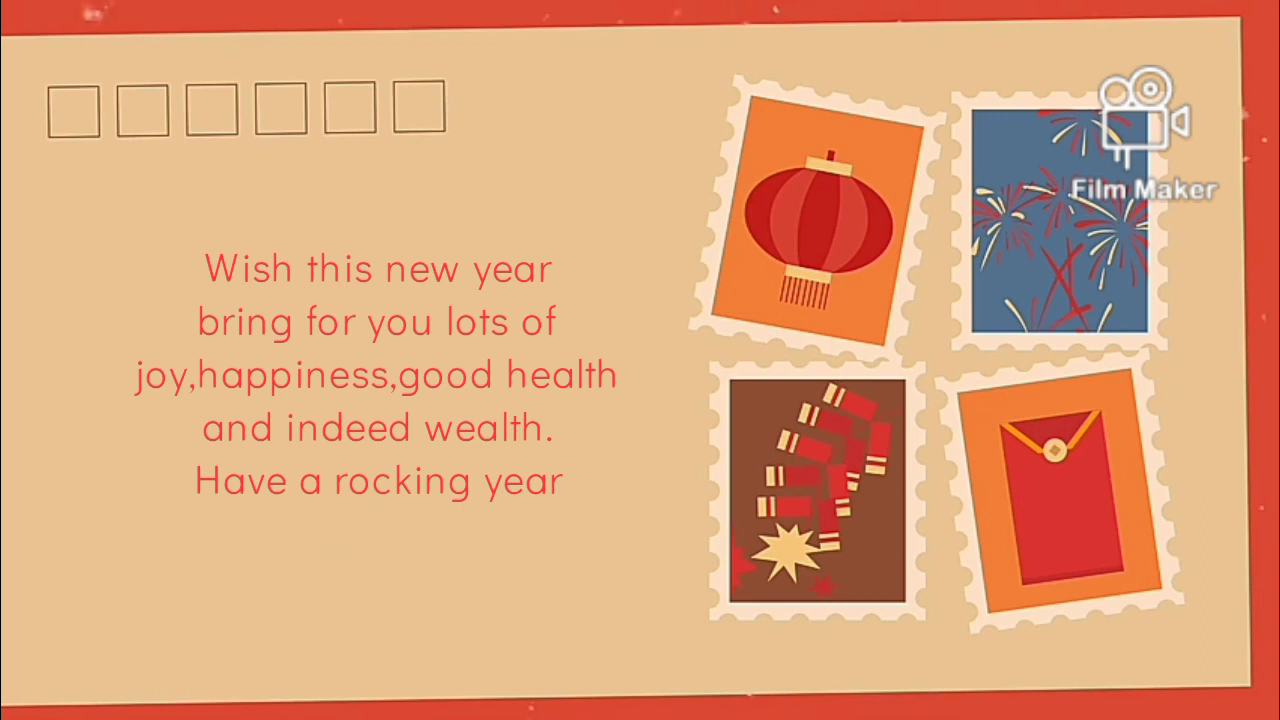 Film Maker
Wish this new year
bring for you lots of
joy,happiness,good health
and indeed wealth.
Have a rocking year